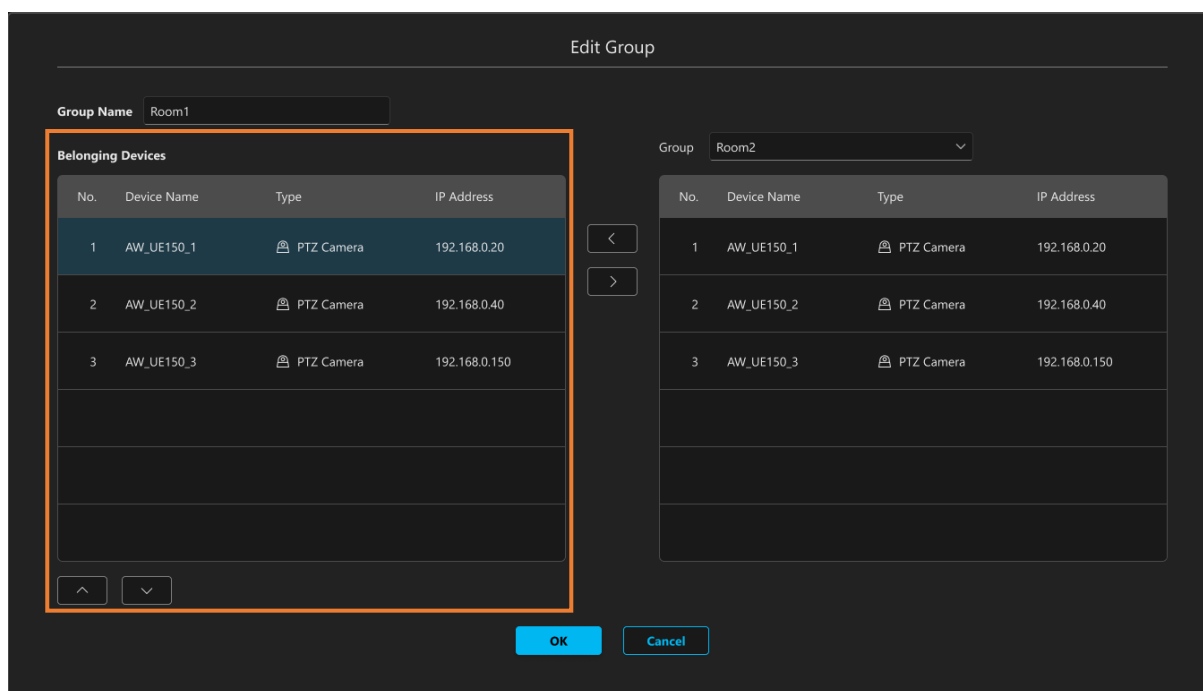 Edit Group
Group Name Room1
Belonging Devices
Group Room2
No. Device Name Type IP Address
1 AW_UE150_1 PTZ Camera 192.168.0.20
2 AW_UE150_2 PTZ Camera 192.168.0.40
3 AW_UE150_3 PTZ Camera 192.168.0.150
No. Device Name Type IP Address
1 AW_UE150_1 PTZ Camera 192.168.0.20
2 AW_UE150_2 PTZ Camera 192.168.0.40
3 AW_UE150_3 PTZ Camera 192.168.0.150
OK Cancel